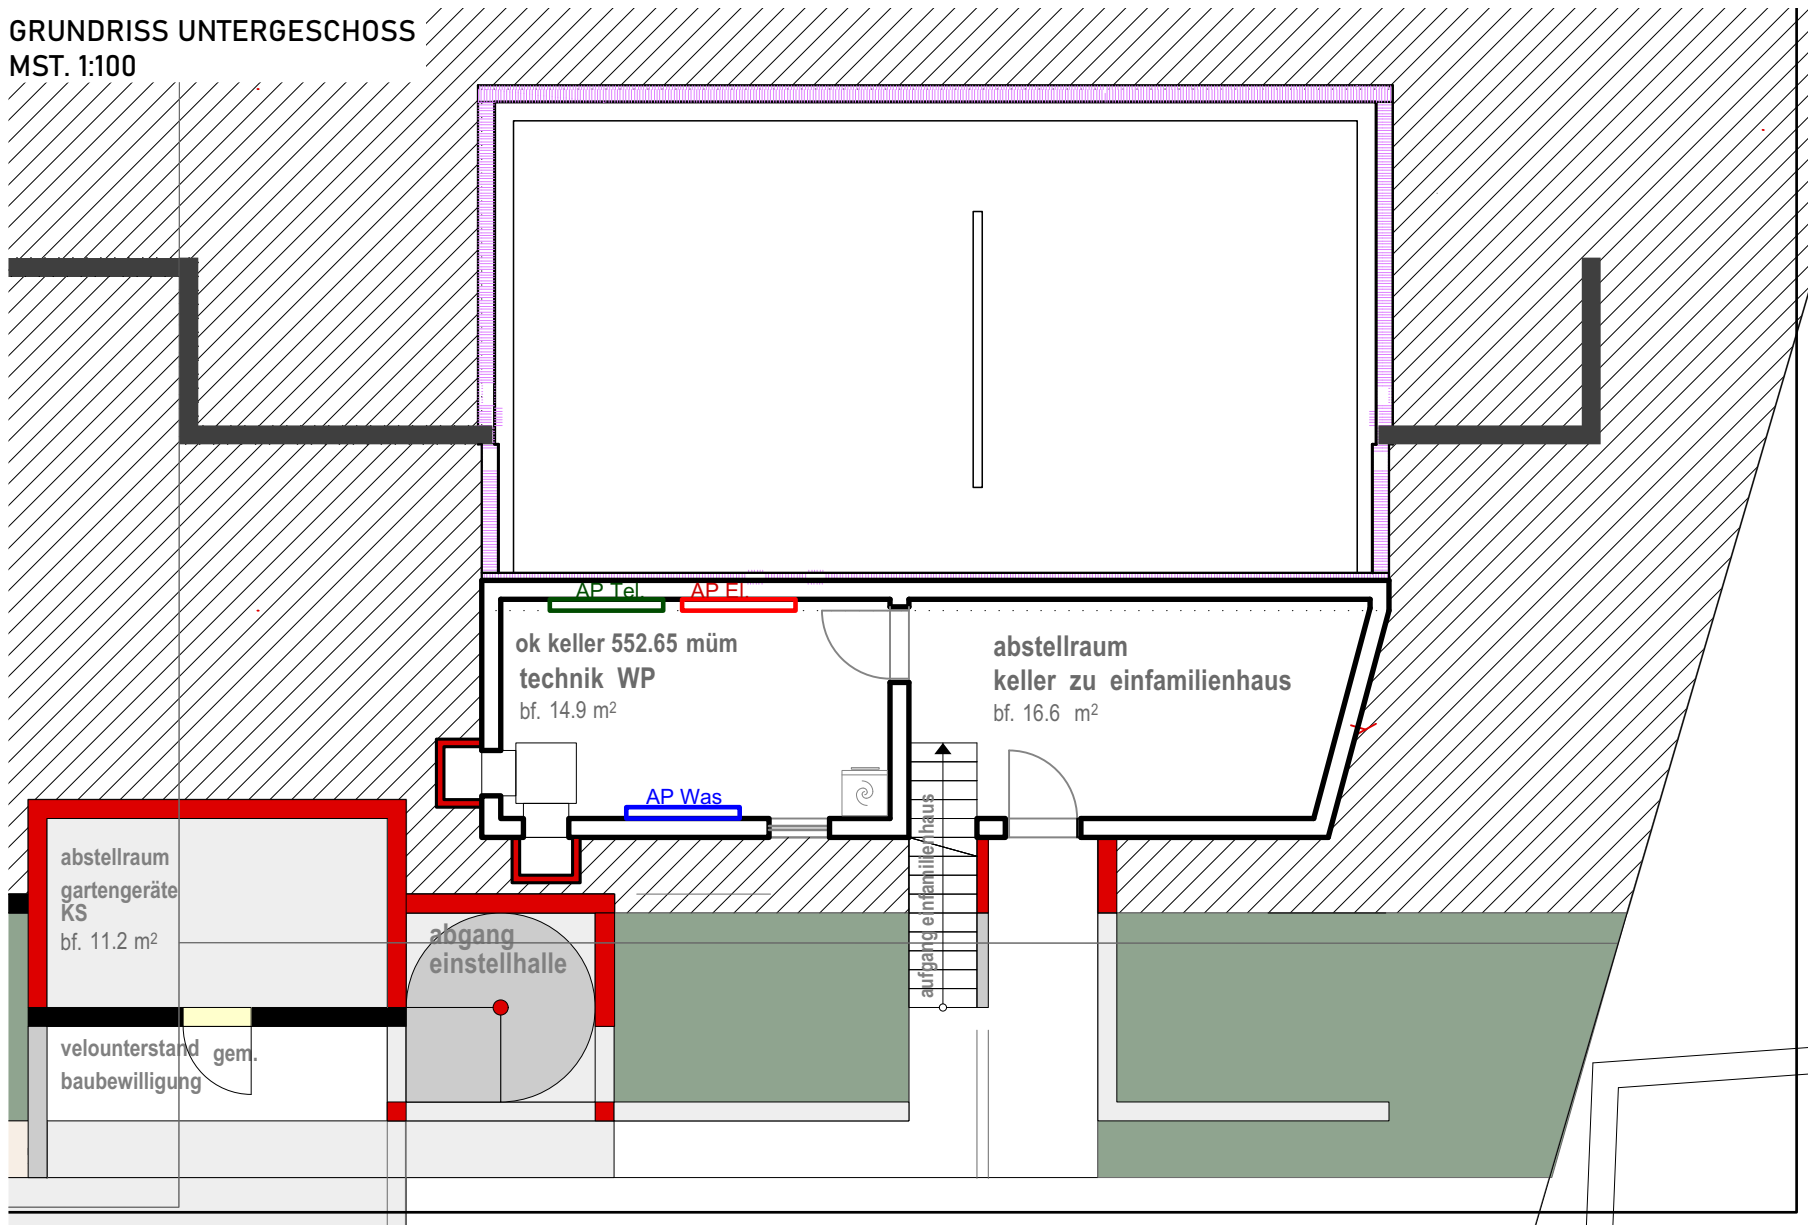 GRUNDRISS UNTERGESCHOSS
MST. 1:100
AP Tel.
AP El.
ok keller 552.65 müm
technik WP
bf. 14.9 m²
abstellraum
keller zu einfamilienhaus
bf. 16.6 m²
AP Was
aufgang einfamilienhaus
abstellraum
gartengeräte
KS
bf. 11.2 m²
abgang
einstellhalle
velounterstand gem.
baubewilligung